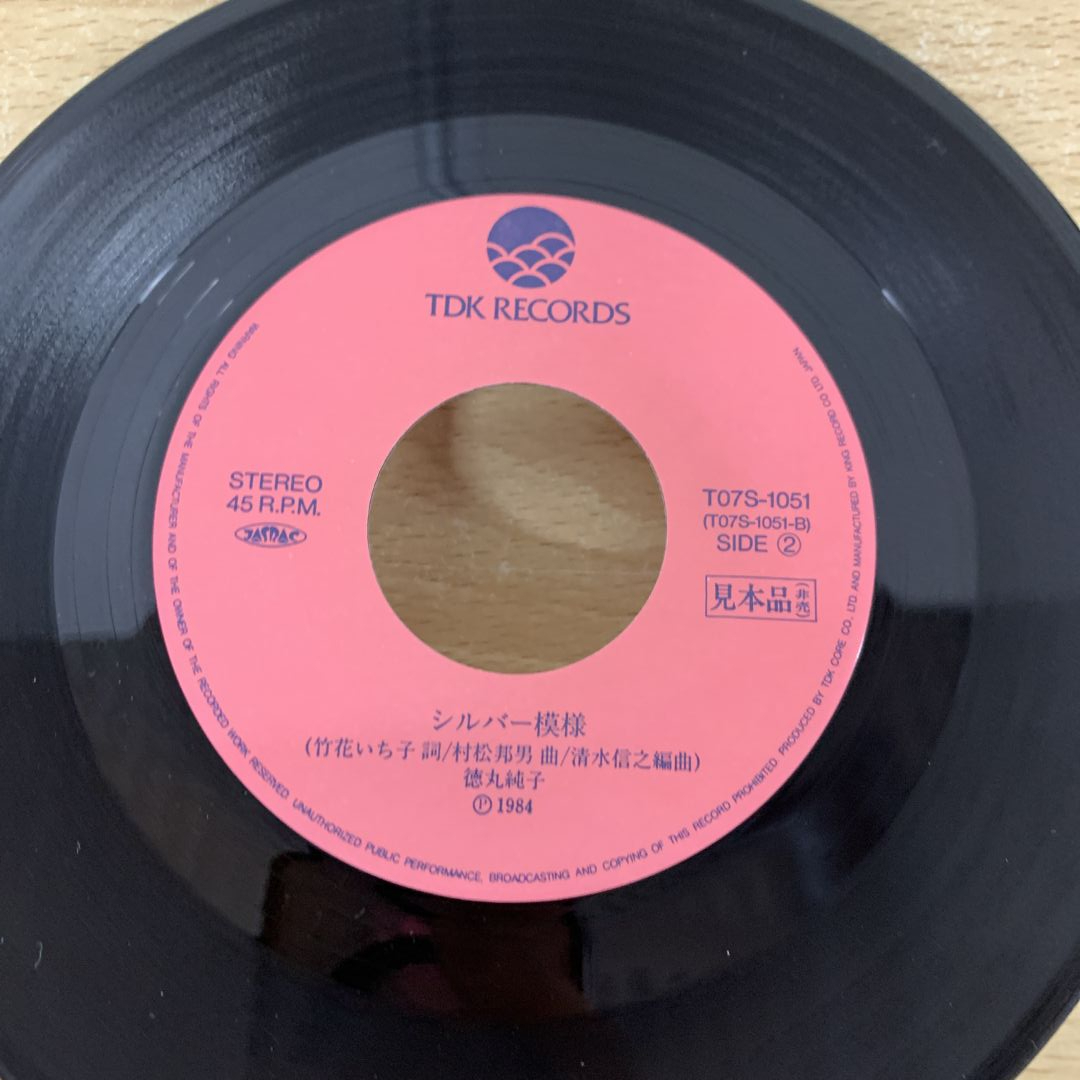 TDK RECORDS
STEREO
45 R.P.M.
JASRAC
T07S-1051
(T07S-1051-B)
SIDE ②
見本品(非売)
シルバー模様
(竹花いち子 詞/村松邦男 曲/清水信之編曲)
徳丸純子
Ⓟ 1984
WARNING. ALL RIGHTS OF THE MANUFACTURER AND OF THE OWNER OF THE RECORDED WORK RESERVED. UNAUTHORIZED PUBLIC PERFORMANCE, BROADCASTING AND COPYING OF THIS RECORD PROHIBITED. PRODUCED BY TDK CORE CO., LTD AND MANUFACTURED BY KING RECORD CO LTD. JAPAN